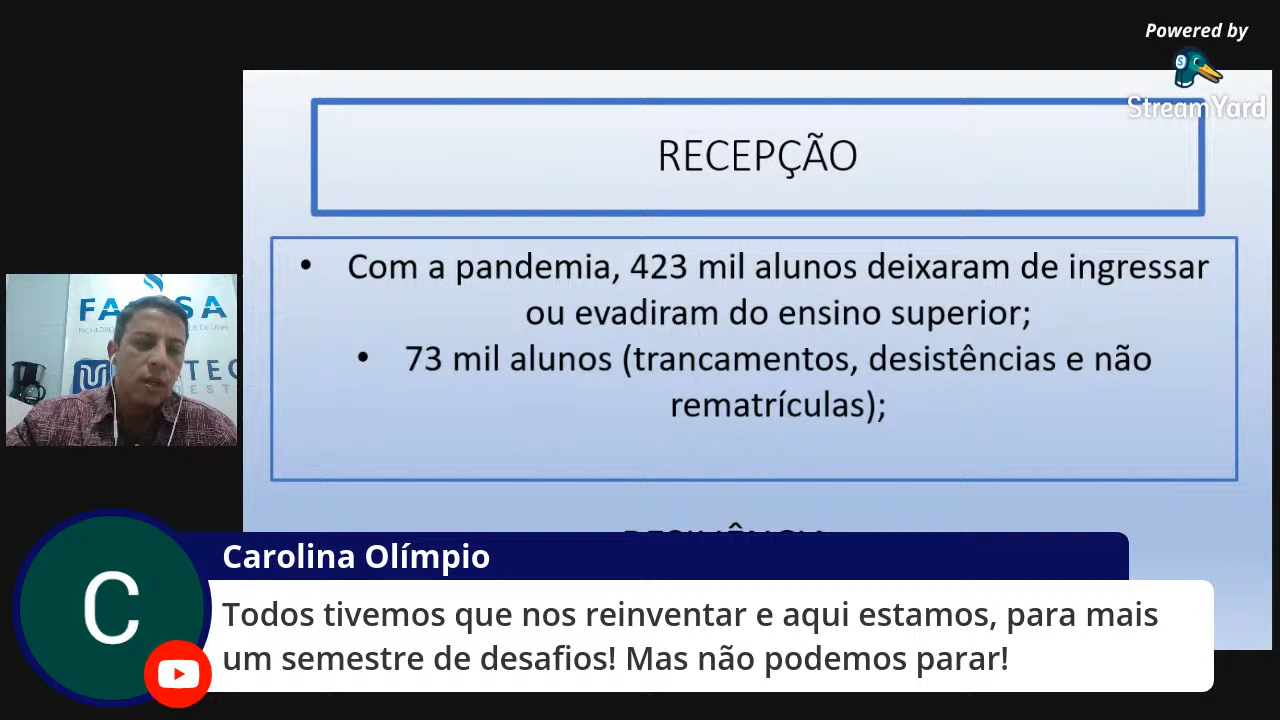 Powered by
StreamYard
RECEPÇÃO
• Com a pandemia, 423 mil alunos deixaram de ingressar
ou evadiram do ensino superior;
• 73 mil alunos (trancamentos, desistências e não
rematrículas);
C
Carolina Olímpio
Todos tivemos que nos reinventar e aqui estamos, para mais
um semestre de desafios! Mas não podemos parar!